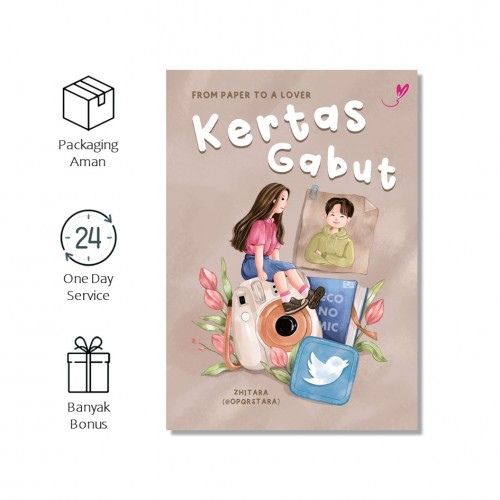 Packaging
Aman
24
One Day
Service
Banyak
Bonus
FROM PAPER TO A LOVER
Kertas
Gabut
ECO
NO
MIC
ZHITARA
(@OPQRSTARA)